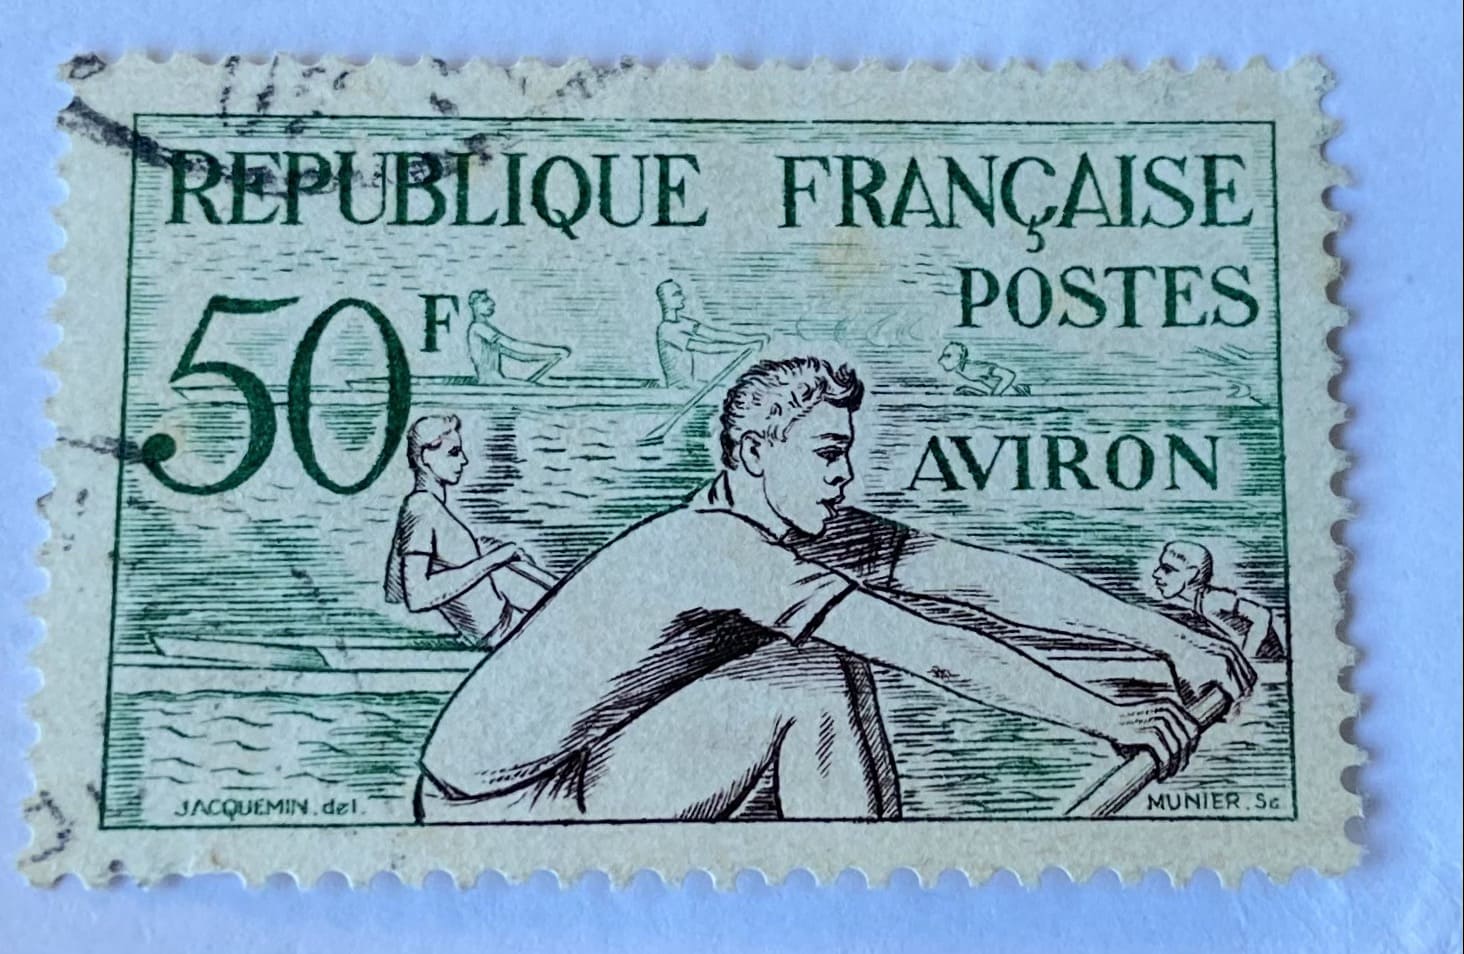 REPUBLIQUE FRANÇAISE
POSTES
50F
AVIRON
JACQUEMIN.del.
MUNIER.Sc